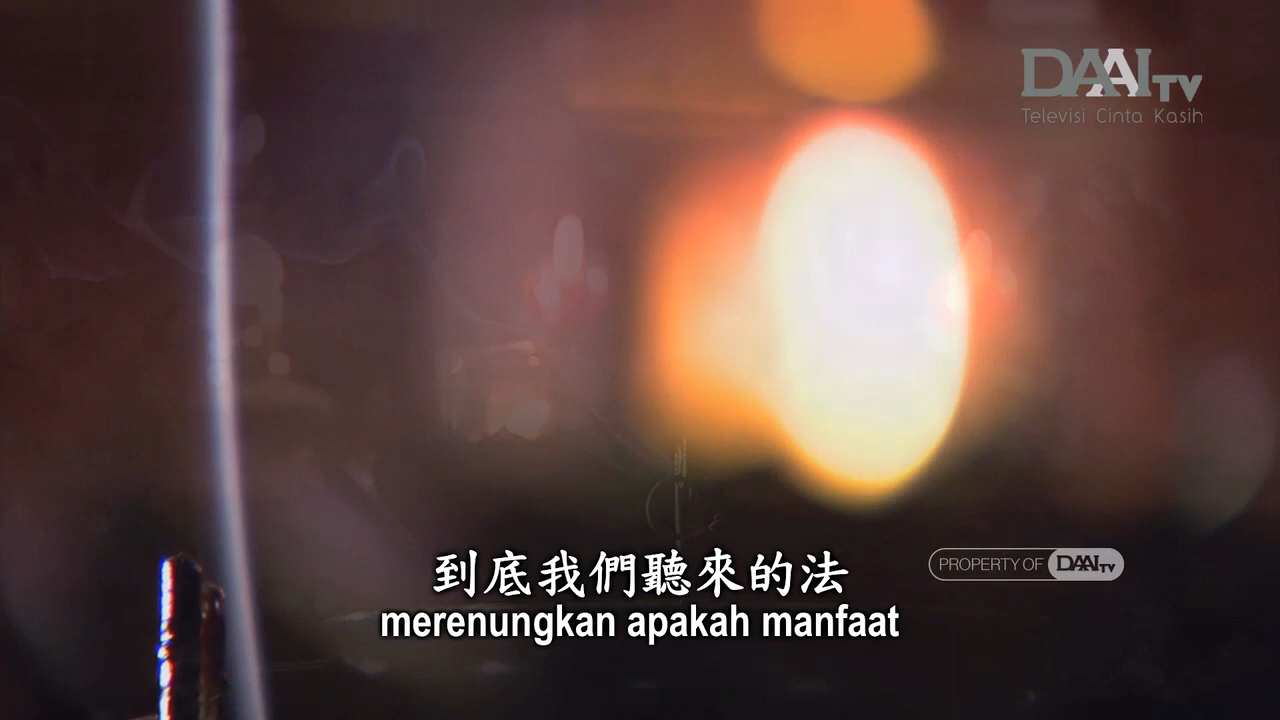 DAAI TV
Televisi Cinta Kasih
PROPERTY OF DAAI TV
到底我們聽來的法
merenungkan apakah manfaat